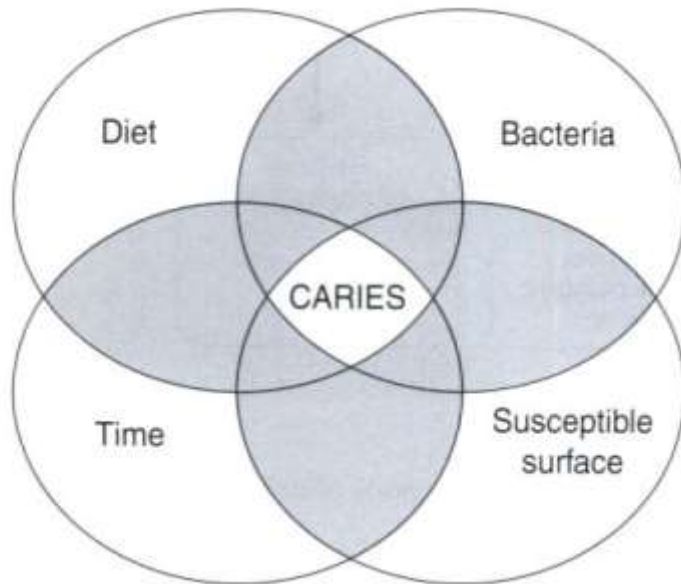 Diet
Bacteria
CARIES
Time
Susceptible
surface